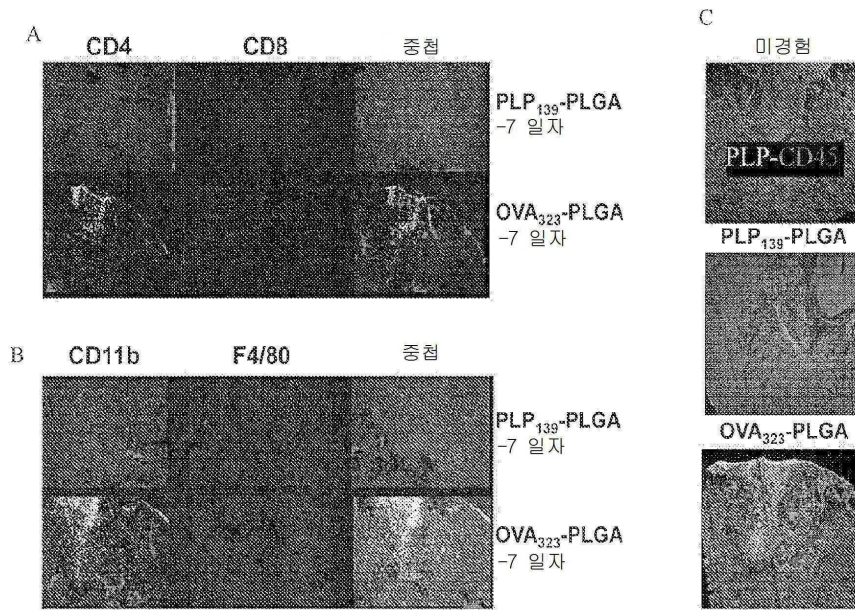 A
CD4 CD8 중첩
PLP₁₃₉-PLGA
-7 일자
OVA₃₂₃-PLGA
-7 일자
B
CD11b F4/80 중첩
PLP₁₃₉-PLGA
-7 일자
OVA₃₂₃-PLGA
-7 일자
C
미경험
PLP-CD45
PLP₁₃₉-PLGA
OVA₃₂₃-PLGA